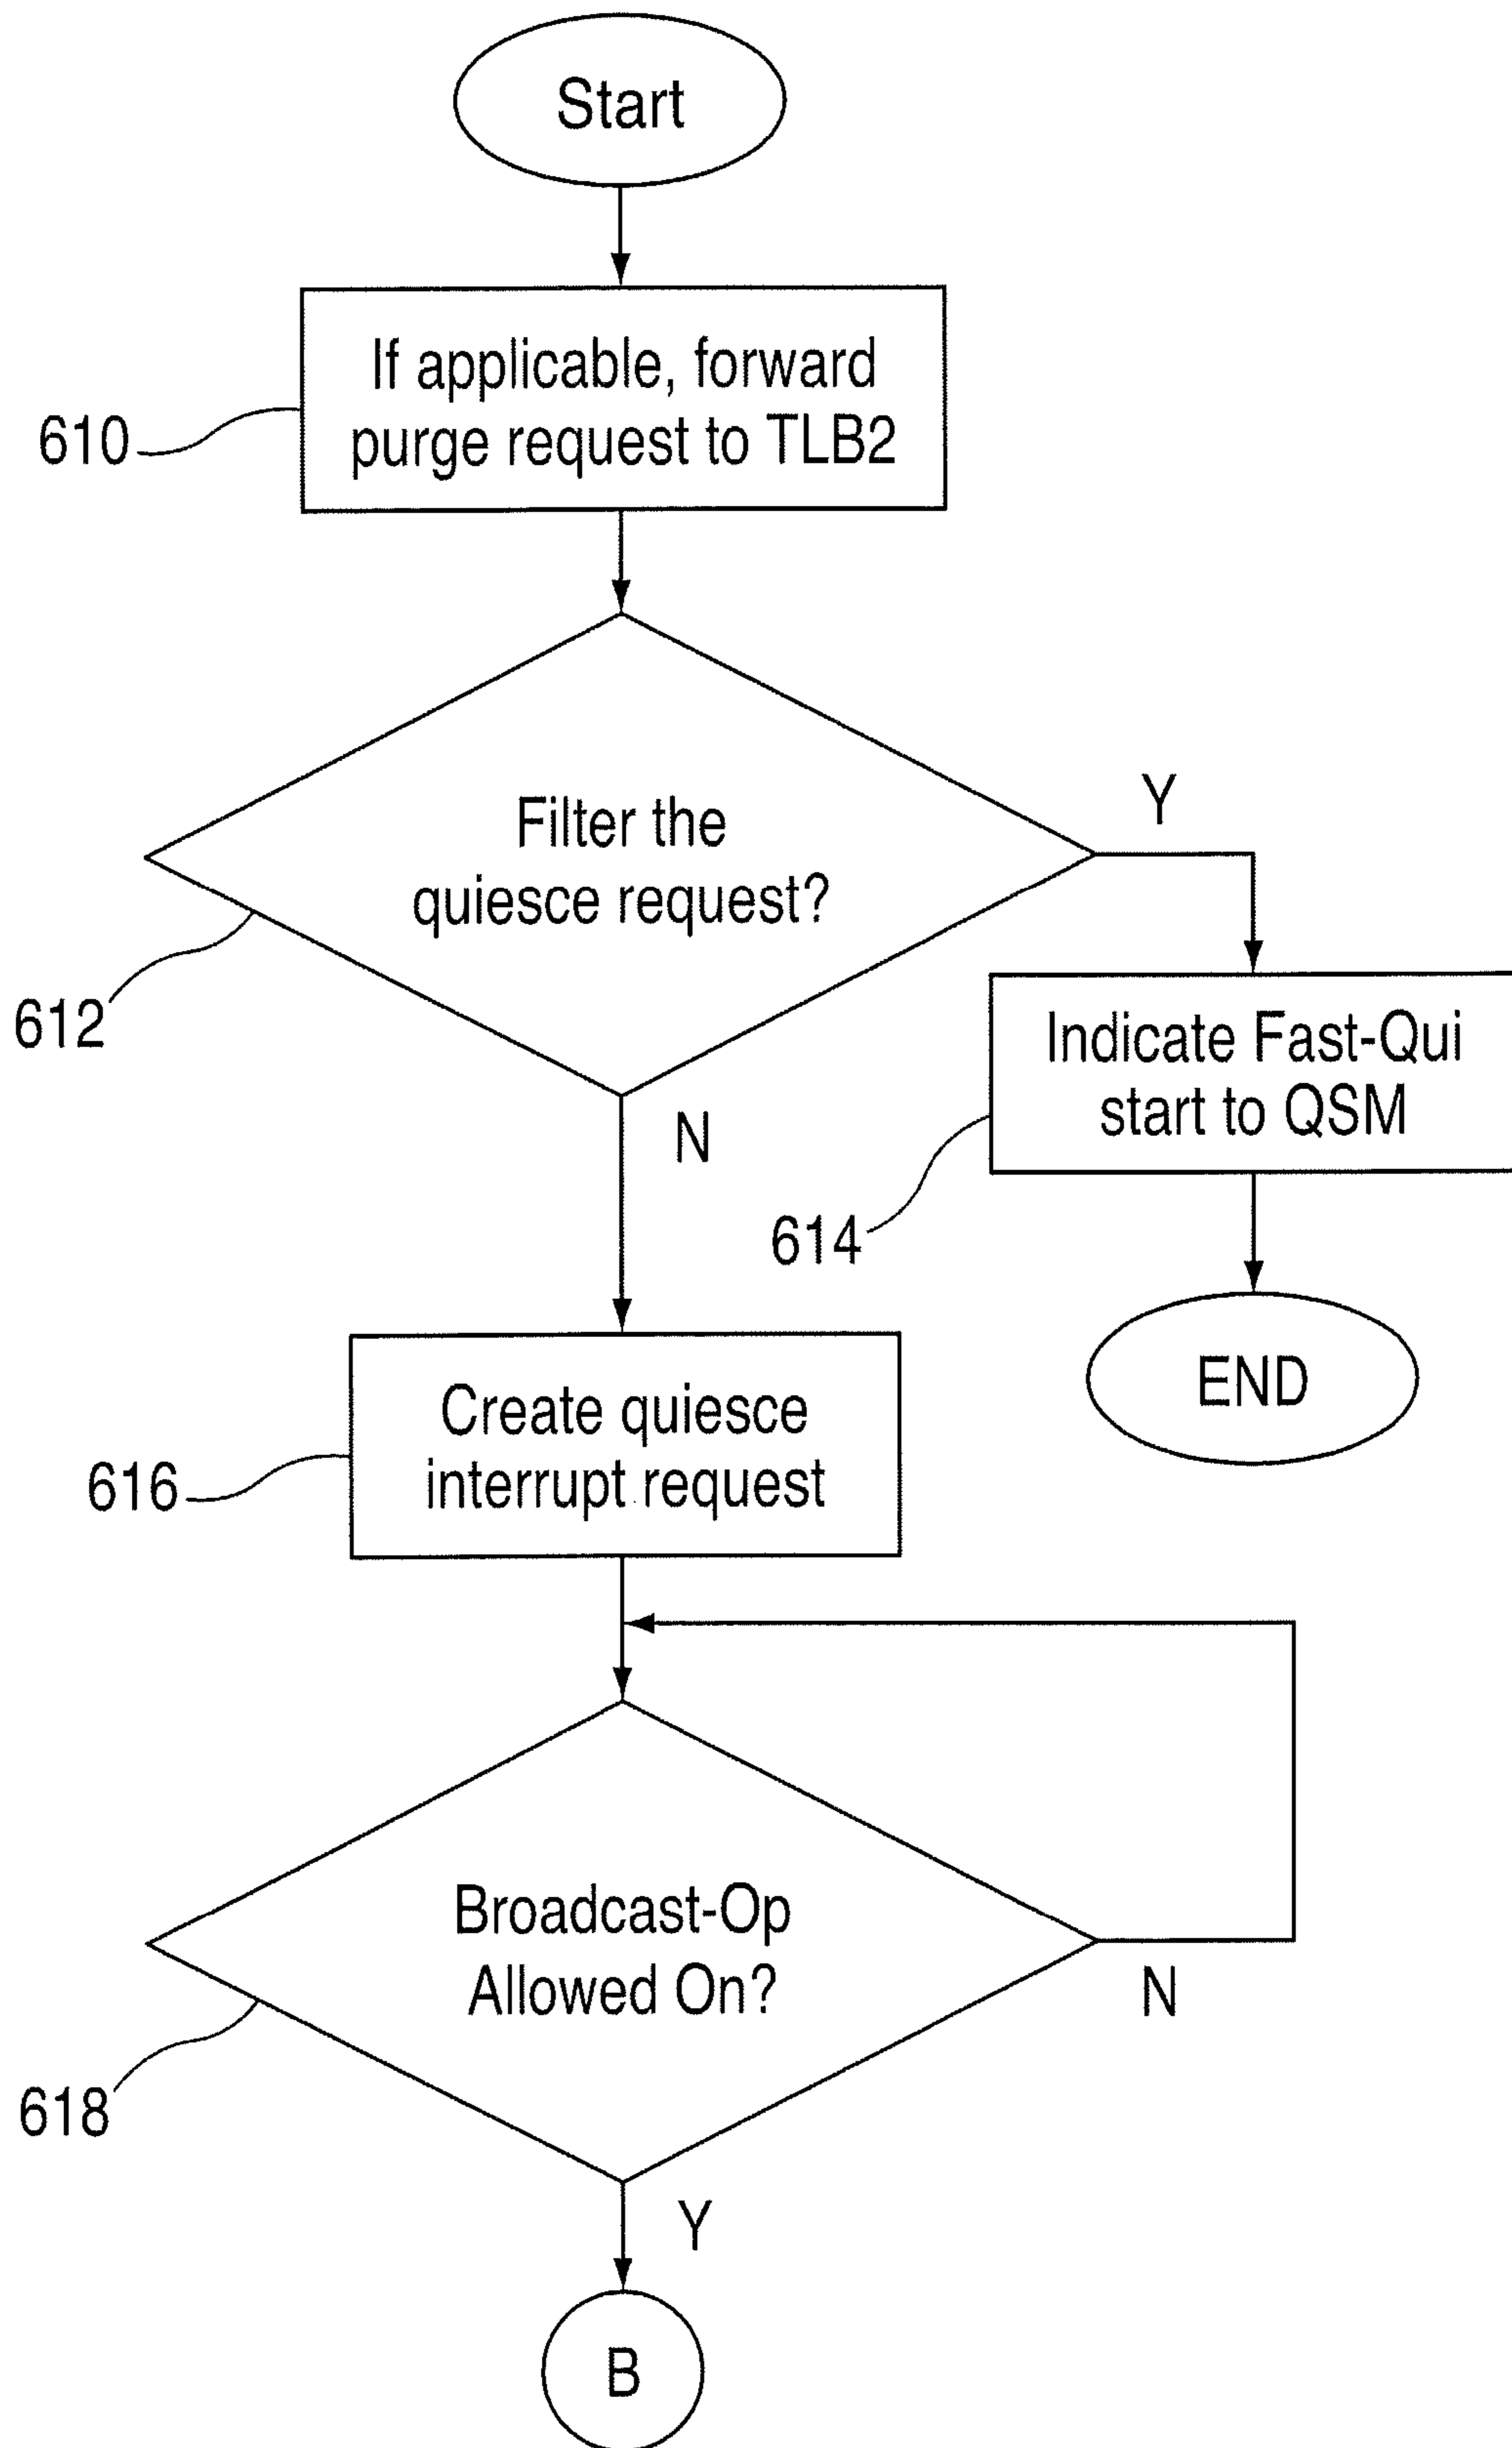 Start
If applicable, forward
purge request to TLB2
610
Filter the
quiesce request?
Y
612
N
Indicate Fast-Qui
start to QSM
614
END
Create quiesce
interrupt request
616
Broadcast-Op
Allowed On?
N
618
Y
B